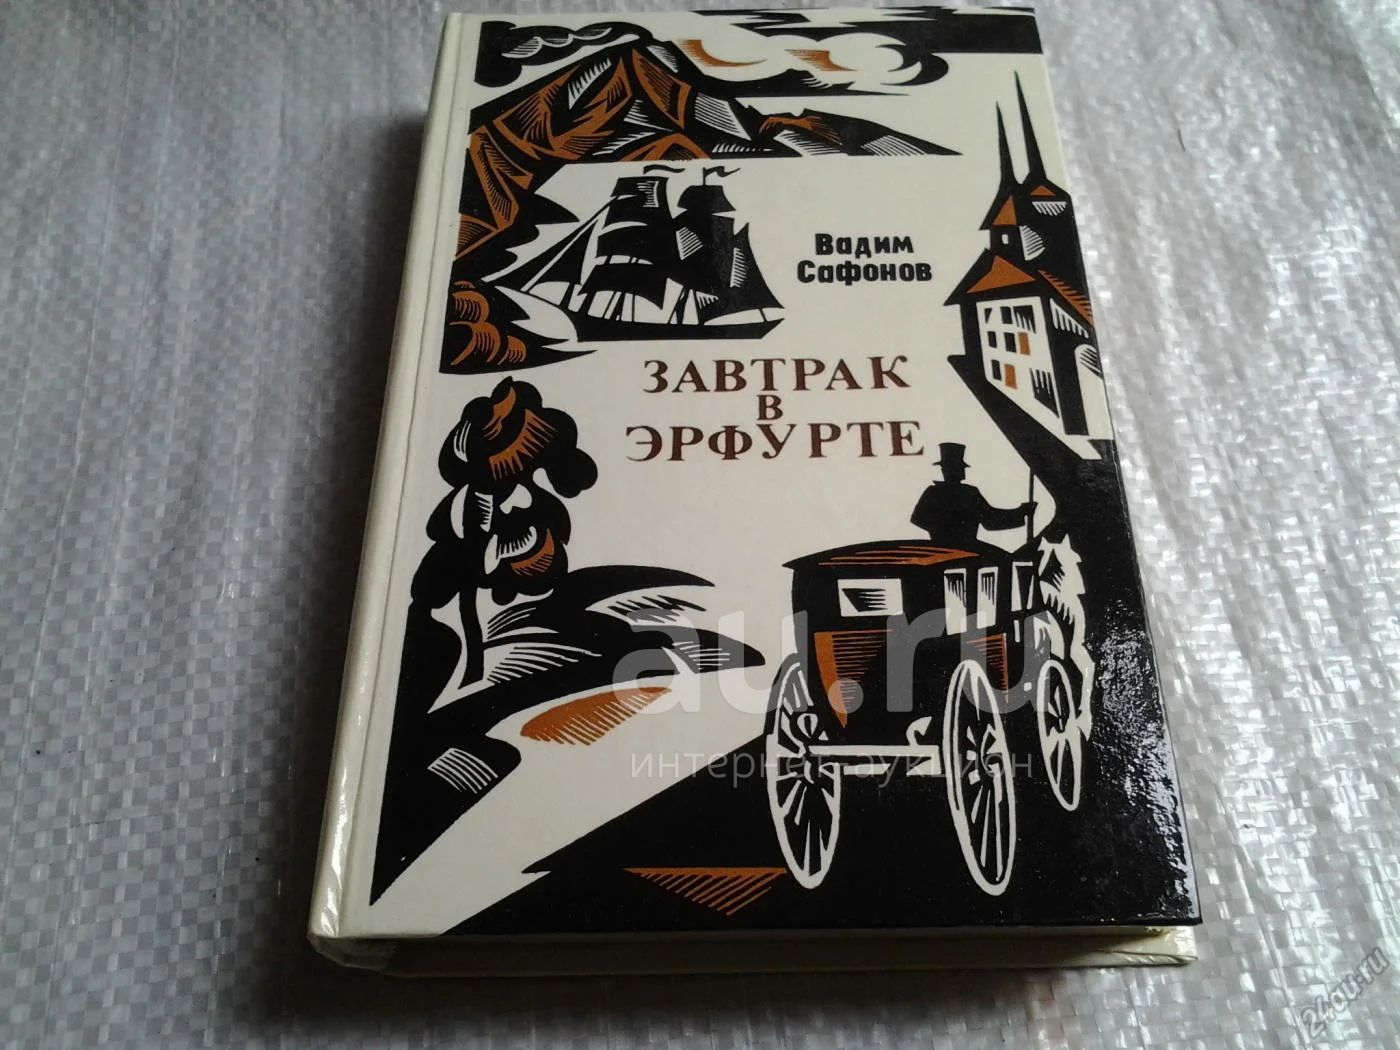 Вадим
Сафонов
ЗАВТРАК
В
ЭРФУРТЕ
au.ru
интернет-аукцион
24au.ru